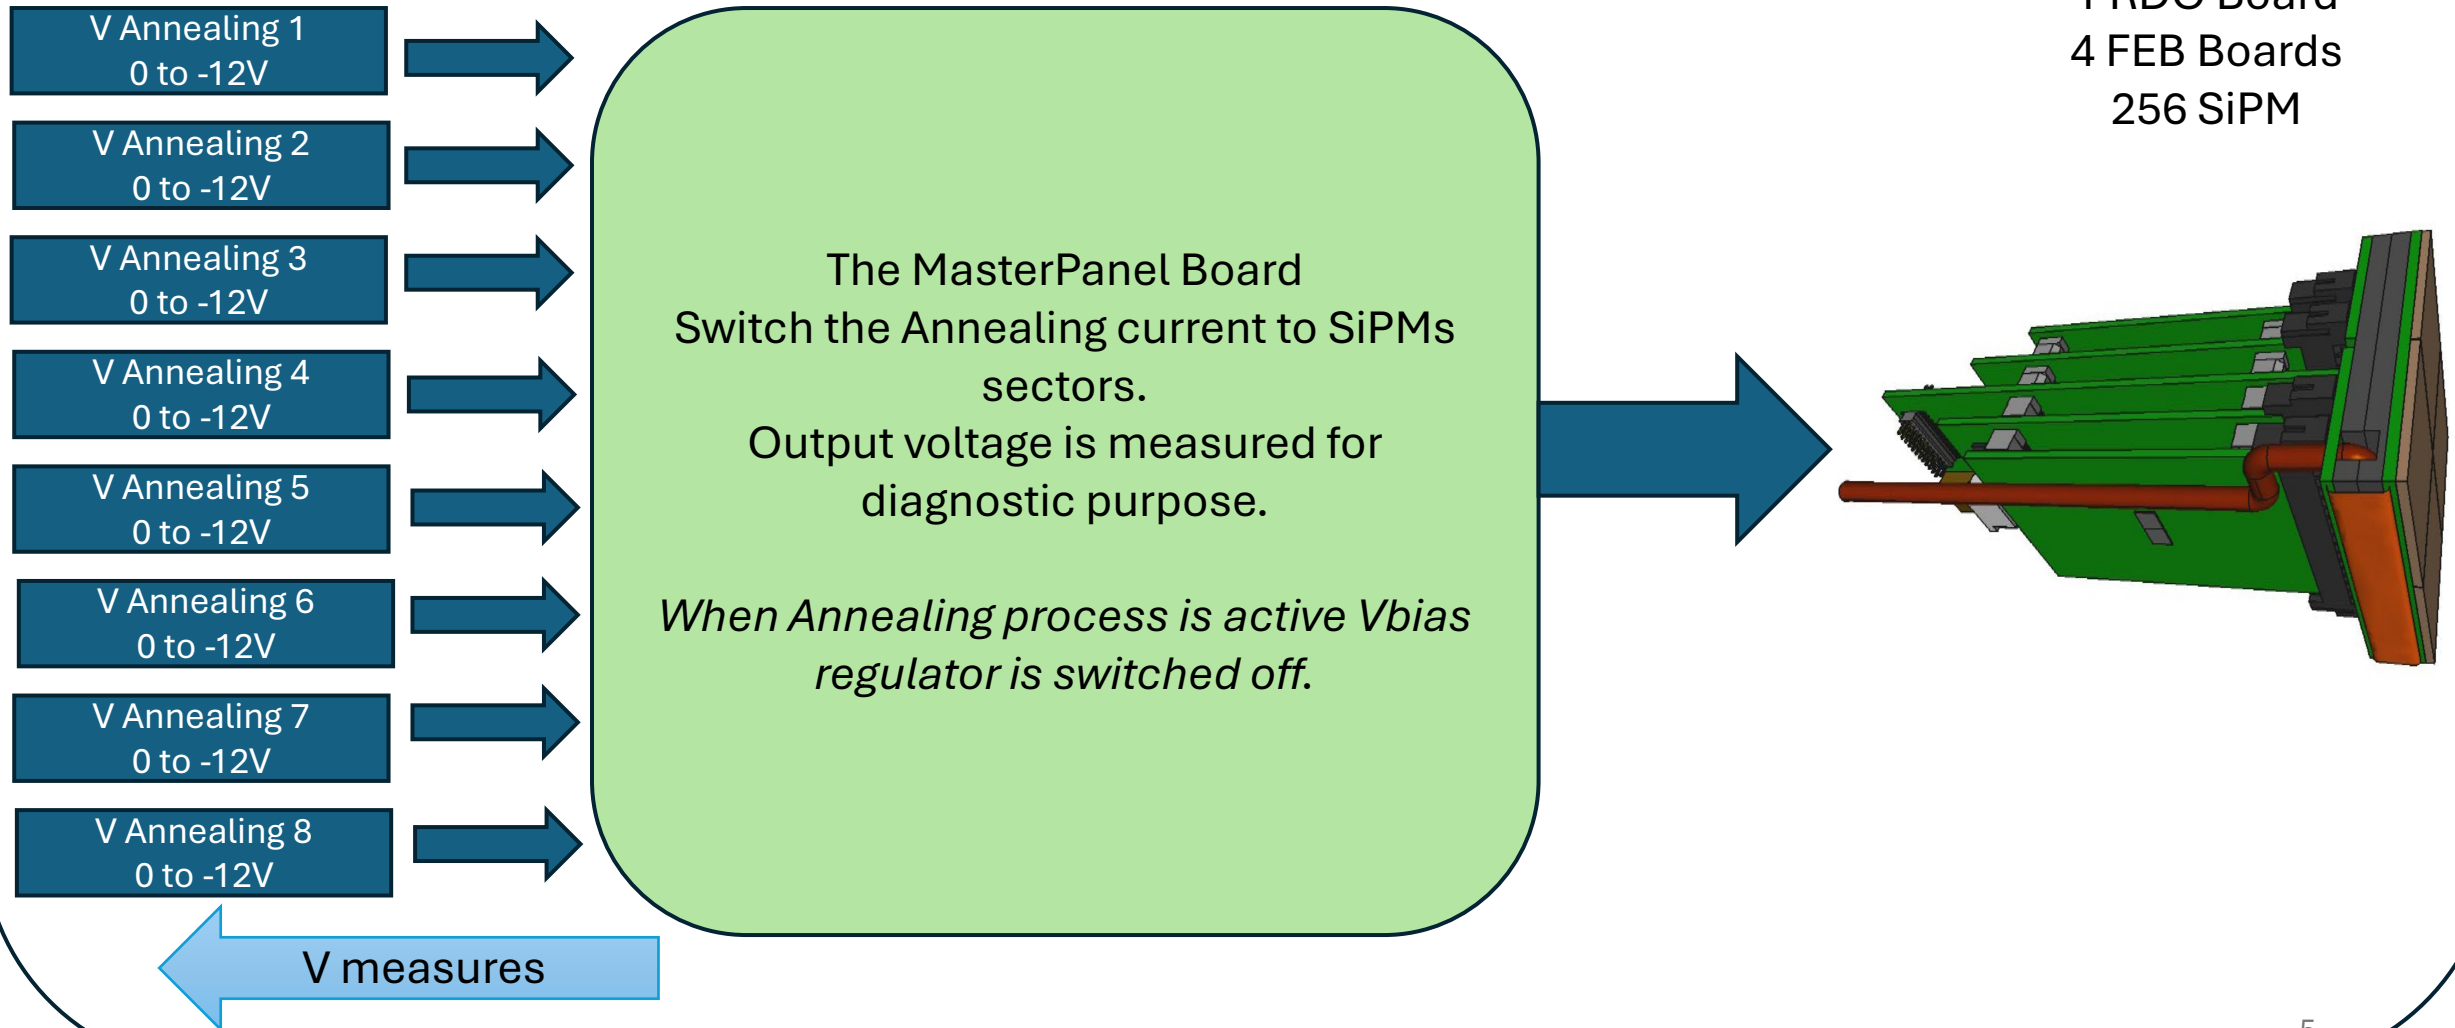 V Annealing 1
0 to -12V
V Annealing 2
0 to -12V
V Annealing 3
0 to -12V
V Annealing 4
0 to -12V
V Annealing 5
0 to -12V
V Annealing 6
0 to -12V
V Annealing 7
0 to -12V
V Annealing 8
0 to -12V
V measures
The MasterPanel Board
Switch the Annealing current to SiPMs
sectors.
Output voltage is measured for
diagnostic purpose.
When Annealing process is active Vbias
regulator is switched off.
RDO Board
4 FEB Boards
256 SiPM